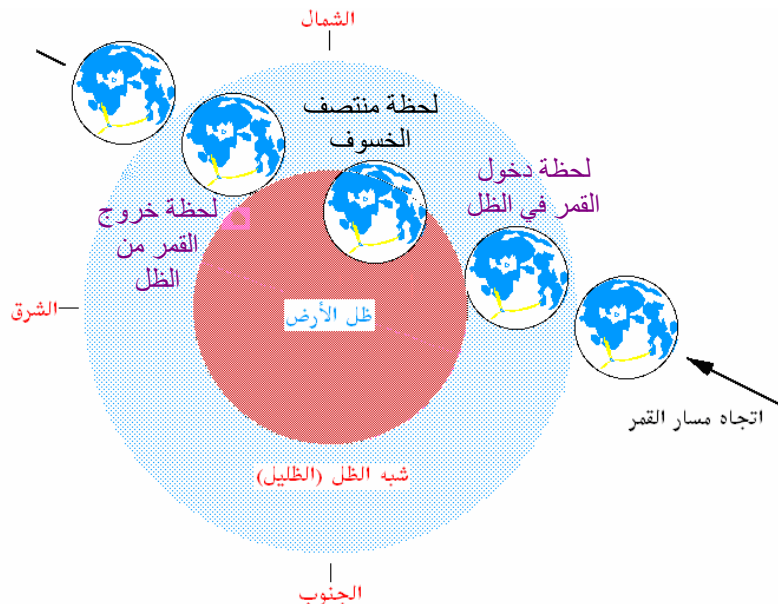 الشمال
لحظة منتصف
الخسوف
لحظة دخول
القمر في الظل
لحظة خروج
القمر من
الظل
الشرق
ظل الأرض
اتجاه مسار القمر
شبه الظل (الظليل)
الجنوب